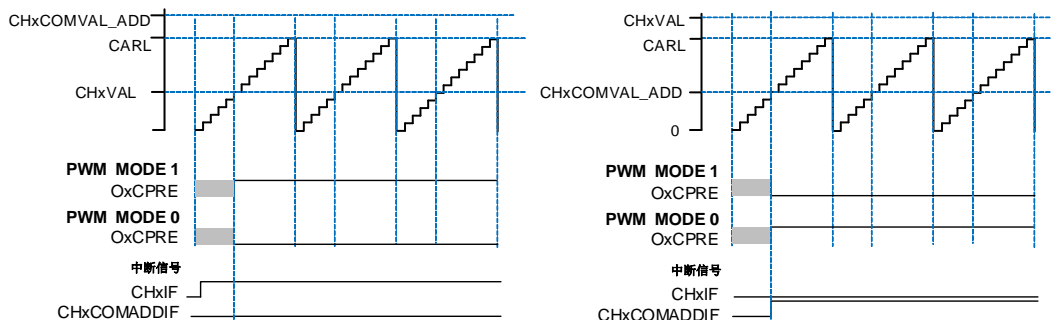 CHxCOMVAL_ADD
CARL
CHxVAL
PWM MODE 1
OxCPRE
PWM MODE 0
OxCPRE
中断信号
CHxIF
CHxCOMADDIF
CHxVAL
CARL
CHxCOMVAL_ADD
0
PWM MODE 1
OxCPRE
PWM MODE 0
OxCPRE
中断信号
CHxIF
CHxCOMADDIF